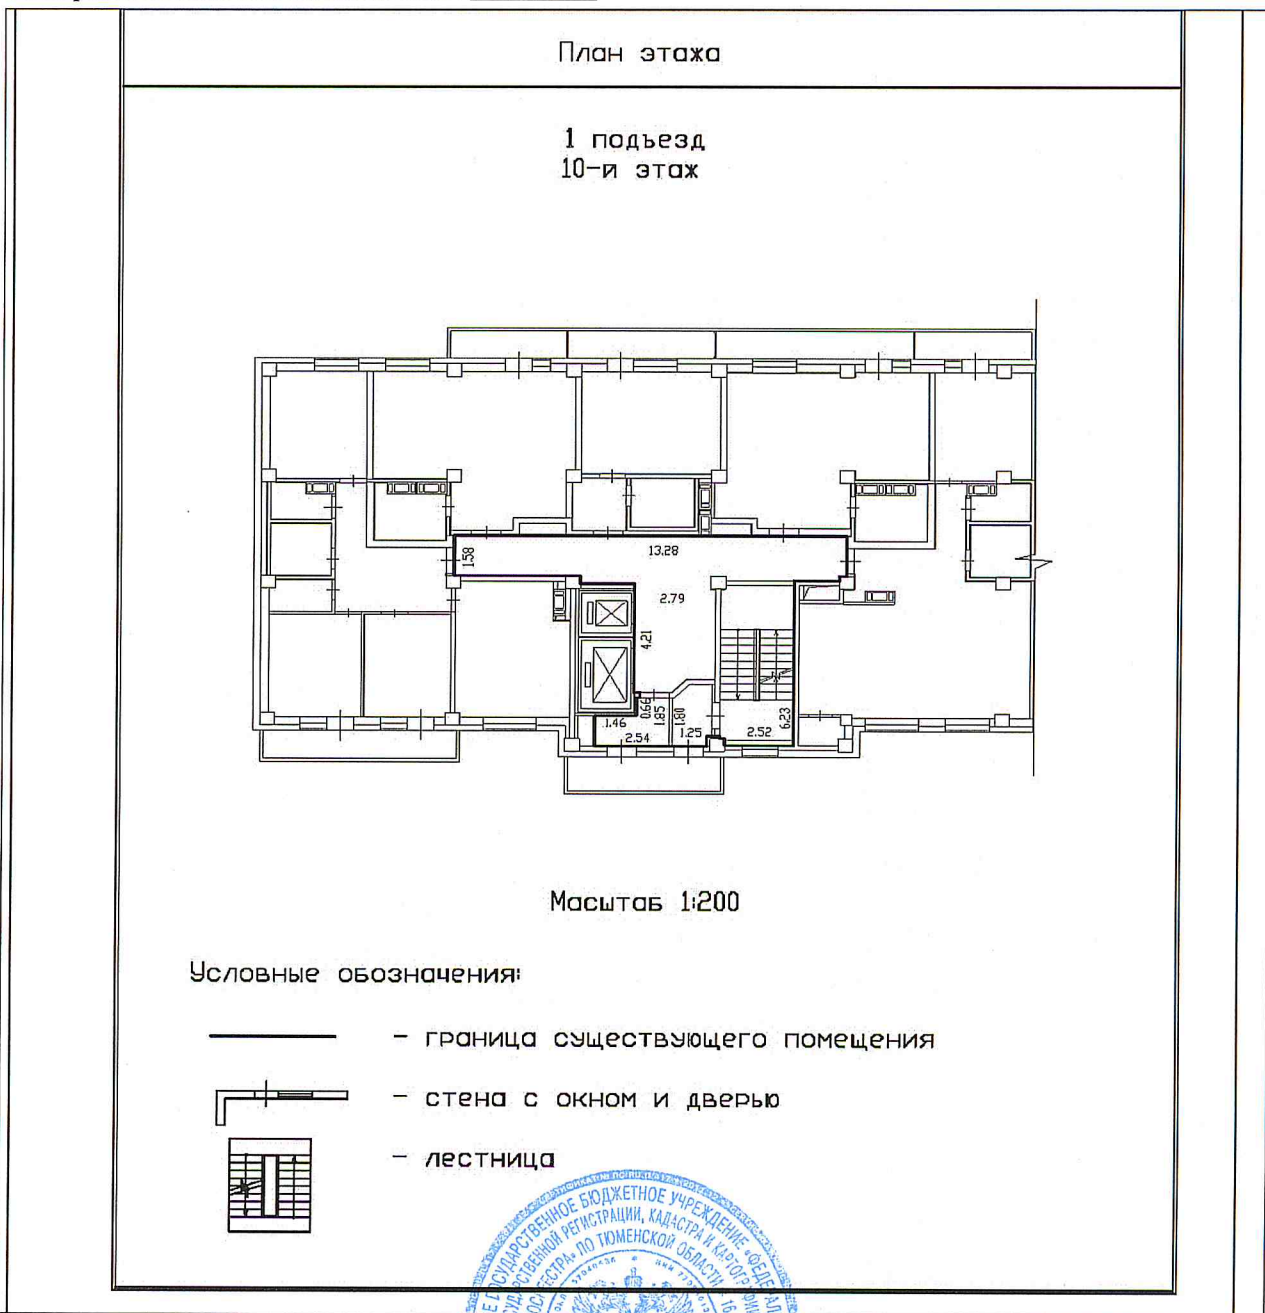 План этажа
1 подъезд
10-и этаж
1.58
13.28
2.79
4.21
0.66
1.46
1.85
1.80
2.54
1.25
2.52
6.23
Масштаб 1:200
Условные обозначения:
- граница существующего помещения
- стена с окном и дверью
- лестница
Е ГОСУДАРСТВЕННОЕ БЮДЖЕТНОЕ УЧРЕЖДЕНИЕ «ФЕДЕРАЛ
СУДАРСТВЕННОЙ РЕГИСТРАЦИИ, КАДАСТРА И КАРТОГРАФИИ
РОСРЕЕСТРА» ПО ТЮМЕНСКОЙ ОБЛАСТИ